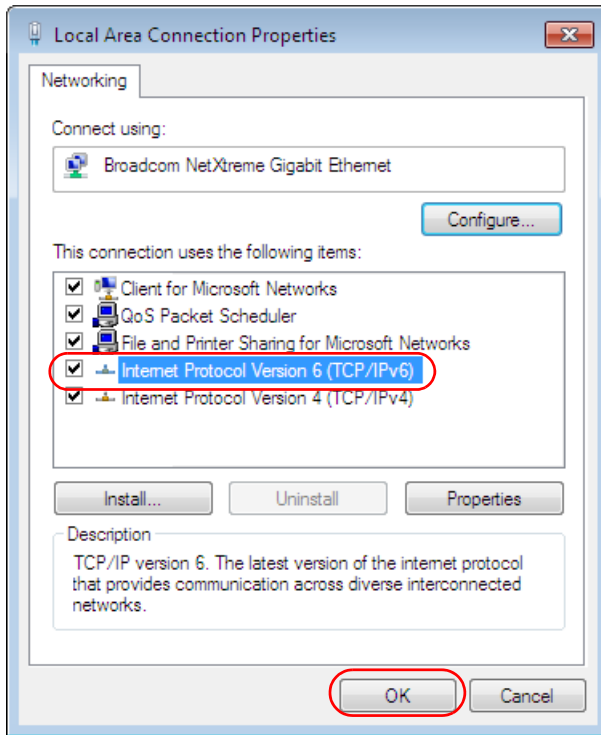 Local Area Connection Properties
Networking
Connect using:
Broadcom NetXtreme Gigabit Ethernet
Configure...
This connection uses the following items:
Client for Microsoft Networks
QoS Packet Scheduler
File and Printer Sharing for Microsoft Networks
Internet Protocol Version 6 (TCP/IPv6)
Internet Protocol Version 4 (TCP/IPv4)
Install...
Uninstall
Properties
Description
TCP/IP version 6. The latest version of the internet protocol
that provides communication across diverse interconnected
networks.
OK
Cancel